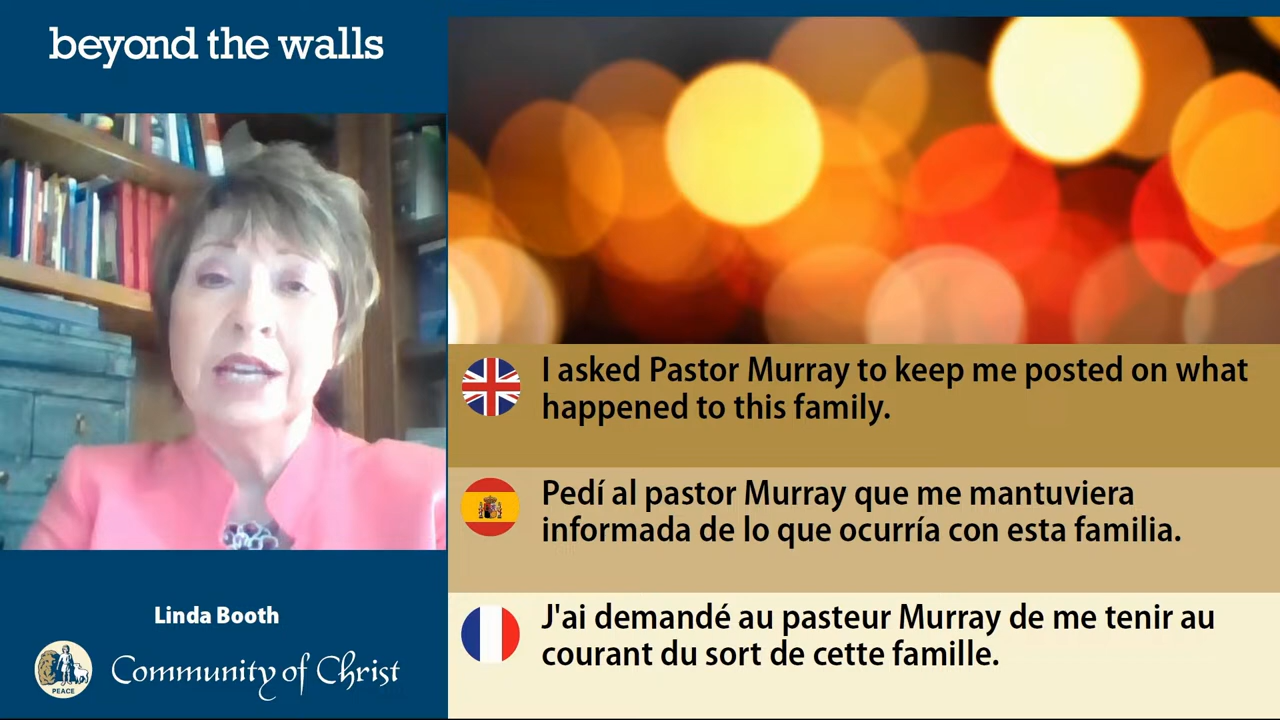 beyond the walls
I asked Pastor Murray to keep me posted on what
happened to this family.
Pedí al pastor Murray que me mantuviera
informada de lo que ocurría con esta familia.
J'ai demandé au pasteur Murray de me tenir au
courant du sort de cette famille.
Linda Booth
PEACE
Community of Christ